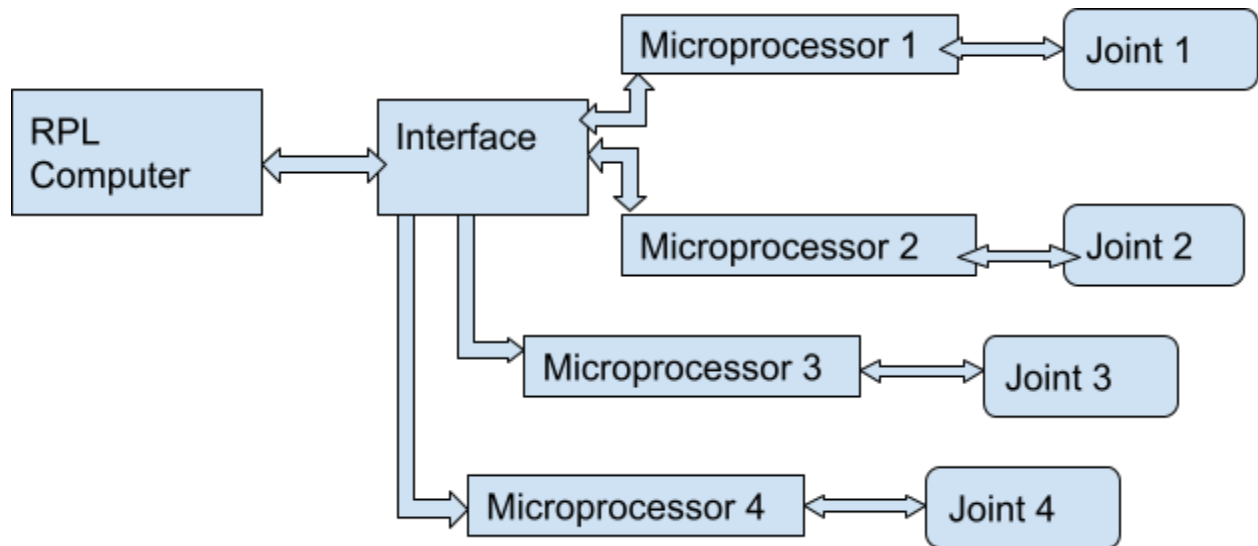 Microprocessor 1
Joint 1
RPL
Computer
Interface
Microprocessor 2
Joint 2
Microprocessor 3
Joint 3
Microprocessor 4
Joint 4